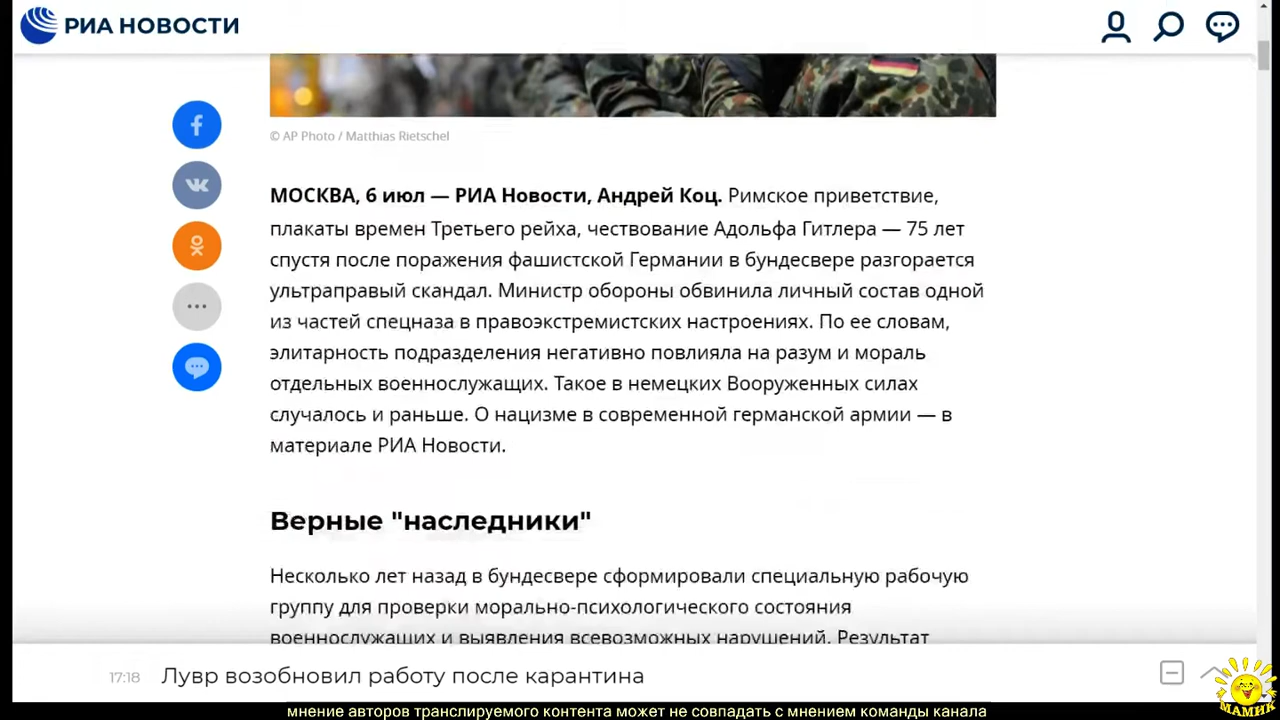 РИА НОВОСТИ
© AP Photo / Matthias Rietschel
МОСКВА, 6 июл — РИА Новости, Андрей Коц. Римское приветствие,
плакаты времен Третьего рейха, чествование Адольфа Гитлера — 75 лет
спустя после поражения фашистской Германии в бундесвере разгорается
ультраправый скандал. Министр обороны обвинила личный состав одной
из частей спецназа в правоэкстремистских настроениях. По ее словам,
элитарность подразделения негативно повлияла на разум и мораль
отдельных военнослужащих. Такое в немецких Вооруженных силах
случалось и раньше. О нацизме в современной германской армии — в
материале РИА Новости.
Верные "наследники"
Несколько лет назад в бундесвере сформировали специальную рабочую
группу для проверки морально-психологического состояния
военнослужащих и выявления всевозможных нарушений. Результат
17:18 Лувр возобновил работу после карантина
МАМИК
мнение авторов транслируемого контента может не совпадать с мнением команды канала